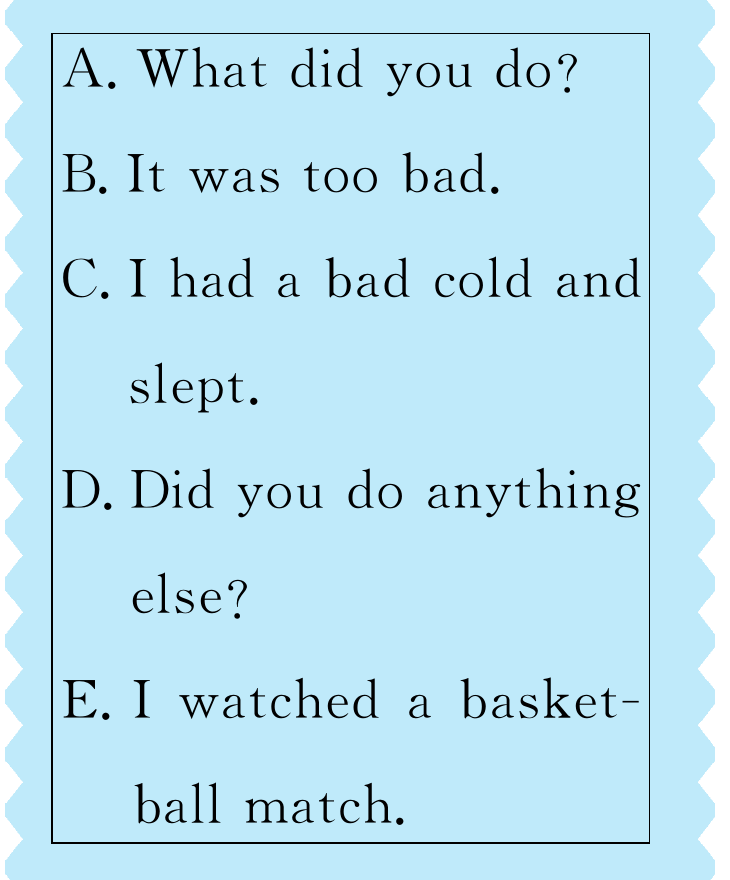 A. What did you do?
B. It was too bad.
C. I had a bad cold and
slept.
D. Did you do anything
else?
E. I watched a basket-
ball match.